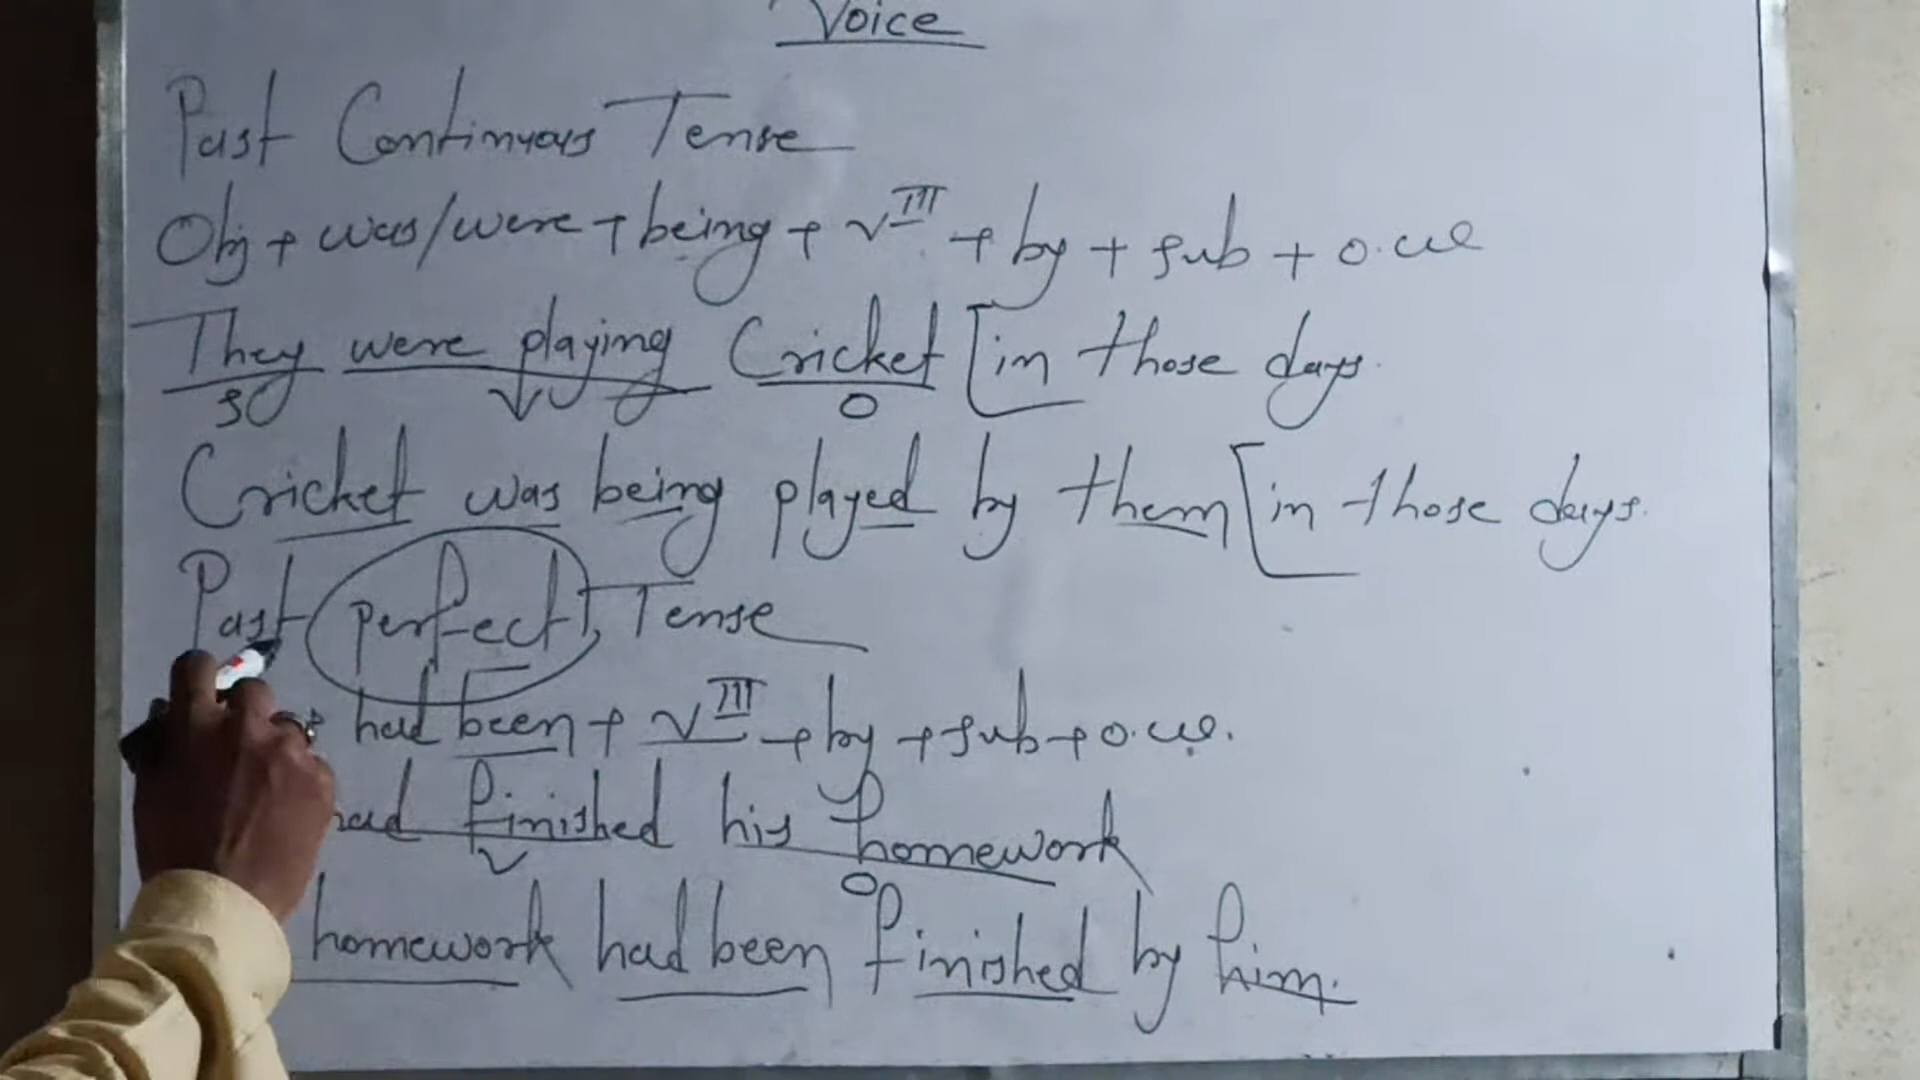 Voice
Past Continuous Tense
Obj + was/were + being + V III + by + sub + o.w
They were playing Cricket [in those days.
S V O
Cricket was being played by them [in those days.
Past perfect Tense
had been + V III + by + sub + o.w.
had finished his homework
V O
homework had been finished by him.